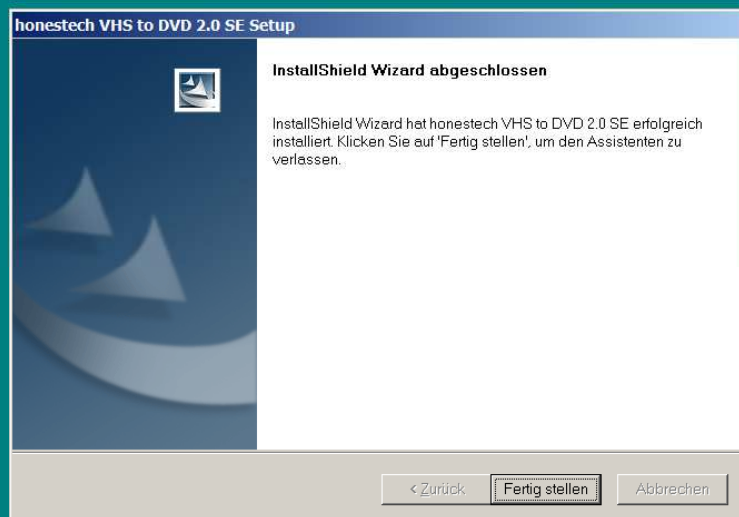 honestech VHS to DVD 2.0 SE Setup
InstallShield Wizard abgeschlossen
InstallShield Wizard hat honestech VHS to DVD 2.0 SE erfolgreich
installiert. Klicken Sie auf 'Fertig stellen', um den Assistenten zu
verlassen.
< Zurück Fertig stellen Abbrechen